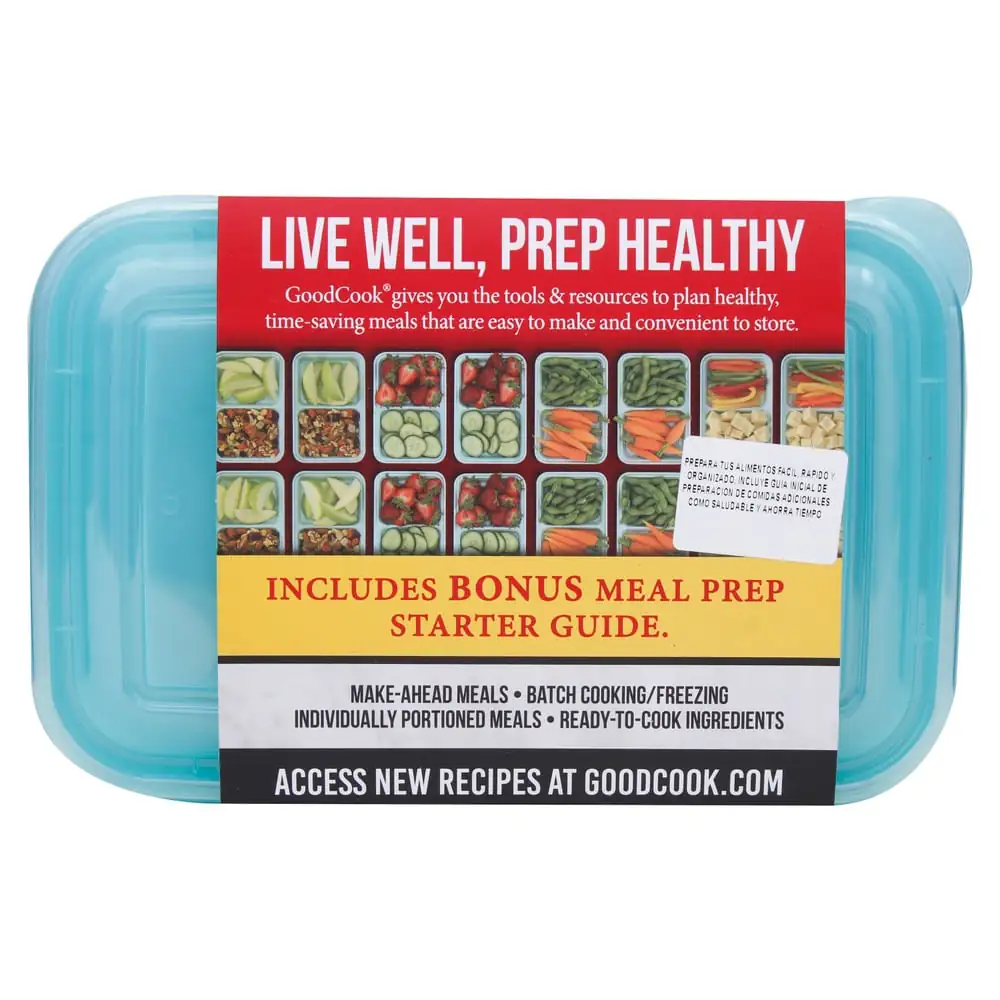 LIVE WELL, PREP HEALTHY
GoodCook® gives you the tools & resources to plan healthy,
time-saving meals that are easy to make and convenient to store.
PREPARA TUS ALIMENTOS FACIL, RAPIDO Y
ORGANIZADO, INCLUYE GUIA INICIAL DE
PREPARACION DE COMIDAS ADICIONALES
COMO SALUDABLE Y AHORRA TIEMPO
INCLUDES BONUS MEAL PREP
STARTER GUIDE.
MAKE-AHEAD MEALS • BATCH COOKING/FREEZING
INDIVIDUALLY PORTIONED MEALS • READY-TO-COOK INGREDIENTS
ACCESS NEW RECIPES AT GOODCOOK.COM